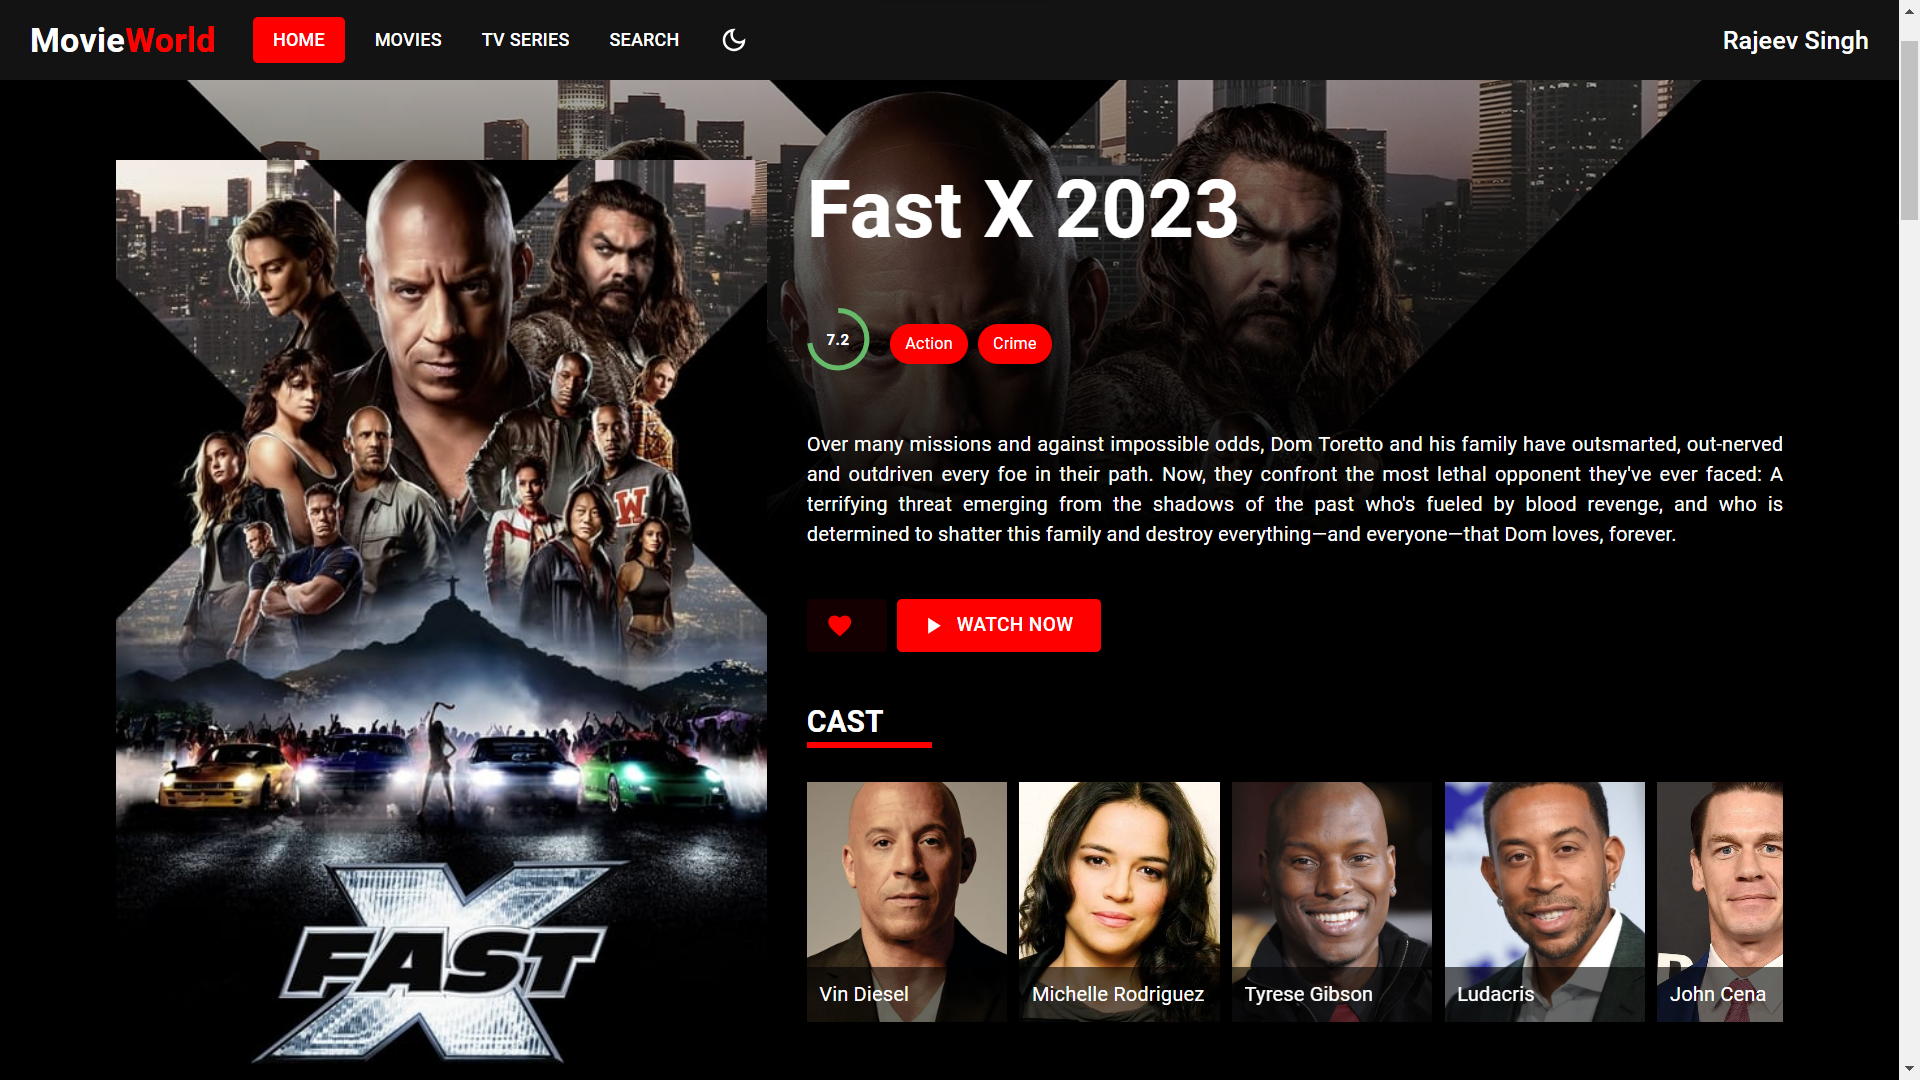 MovieWorld HOME MOVIES TV SERIES SEARCH Rajeev Singh
Fast X 2023
7.2 Action Crime
Over many missions and against impossible odds, Dom Toretto and his family have outsmarted, out-nerved
and outdriven every foe in their path. Now, they confront the most lethal opponent they've ever faced: A
terrifying threat emerging from the shadows of the past who's fueled by blood revenge, and who is
determined to shatter this family and destroy everything—and everyone—that Dom loves, forever.
W
WATCH NOW
CAST
FAST
X
Vin Diesel Michelle Rodriguez Tyrese Gibson Ludacris John Cena